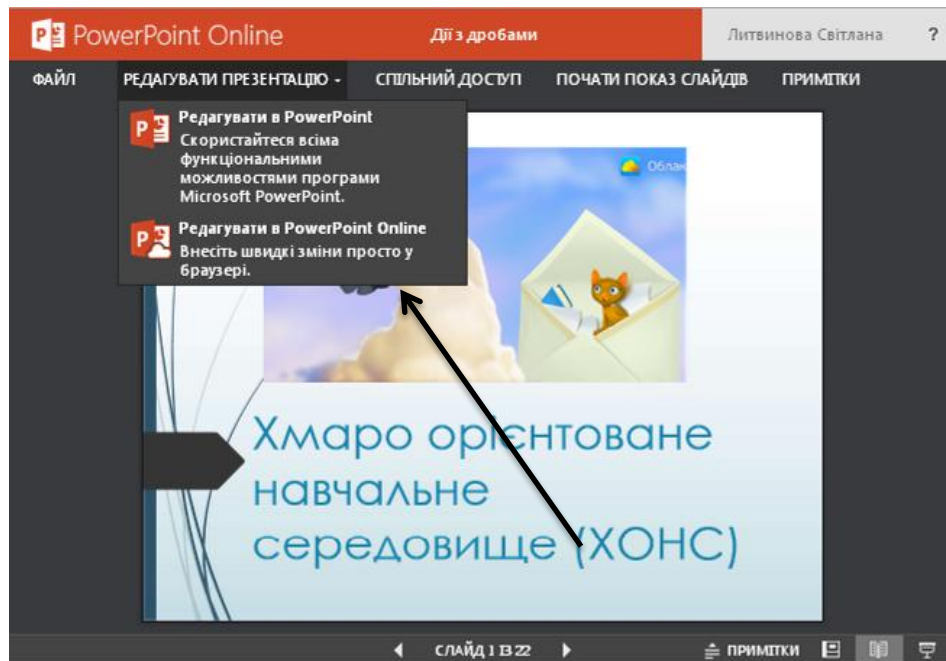 PowerPoint Online Дії з дробами Литвинова Світлана ?
ФАЙЛ РЕДАГУВАТИ ПРЕЗЕНТАЦІЮ СПІЛЬНИЙ ДОСТУП ПОЧАТИ ПОКАЗ СЛАЙДІВ ПРИМІТКИ
Редагувати в PowerPoint
Скористайтеся всіма
функціональними
можливостями програми
Microsoft PowerPoint.
Редагувати в PowerPoint Online
Внесіть швидкі зміни просто у
браузері.
Хмаро орієнтоване
навчальне
середовище (ХОНС)
СЛАЙД 1 ІЗ 22 ПРИМІТКИ